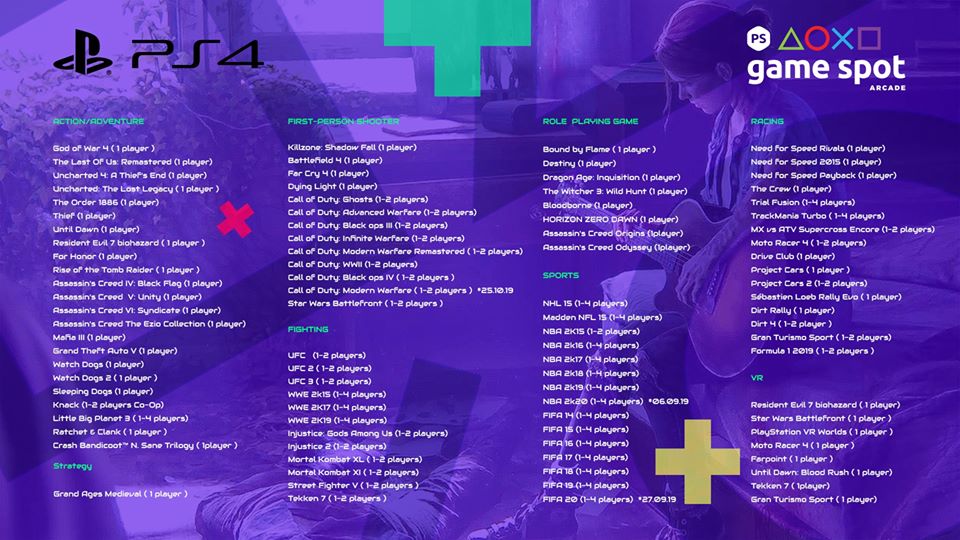 PS4
PS
game spot
ARCADE
ACTION/ADVENTURE
God of War 4 ( 1 player )
The Last Of Us: Remastered (1 player)
Uncharted 4: A Thief's End (1 player)
Uncharted: The Lost Legacy ( 1 player )
The Order 1886 (1 player)
Thief (1 player)
Until Dawn (1 player)
Resident Evil 7 biohazard ( 1 player )
For Honor (1 player)
Rise of the Tomb Raider ( 1 player )
Assassin's Creed IV: Black Flag (1 player)
Assassin's Creed  V: Unity (1 player)
Assassin's Creed VI: Syndicate (1 player)
Assassin's Creed The Ezio Collection (1 player)
Mafia III (1 player)
Grand Theft Auto V (1 player)
Watch Dogs (1 player)
Watch Dogs 2 ( 1 player )
Sleeping Dogs (1 player)
Knack (1-2 players Co-Op)
Little Big Planet 3 ( 1-4 players)
Ratchet & Clank ( 1 player )
Crash Bandicoot™ N. Sane Trilogy ( 1player )
Strategy
Grand Ages Medieval ( 1 player )
FIRST-PERSON SHOOTER
Killzone: Shadow Fall (1 player)
Battlefield 4 (1 player)
Far Cry 4 (1 player)
Dying Light (1 player)
Call of Duty: Ghosts (1-2 players)
Call of Duty: Advanced Warfare (1-2 players)
Call of Duty: Black ops III (1-2 players)
Call of Duty: Infinite Warfare (1-2 players)
Call of Duty: Modern Warfare Remastered ( 1-2 players)
Call of Duty: WWII (1-2 players)
Call of Duty: Black ops IV ( 1-2 players )
Call of Duty: Modern Warfare ( 1-2 players )  *25.10.19
Star Wars Battlefront ( 1-2 players )
FIGHTING
UFC   (1-2 players)
UFC 2 ( 1-2 players)
UFC 3 ( 1-2 players)
WWE 2K15 (1-4 players)
WWE 2K17 (1-4 players)
WWE 2K19 (1-4 players)
Injustice: Gods Among Us (1-2 players)
Injustice 2 (1-2 players)
Mortal Kombat XL ( 1-2 players)
Mortal Kombat XI ( 1-2 players)
Street Fighter V ( 1-2 players )
Tekken 7 ( 1-2 players )
ROLE  PLAYING GAME
Bound by Flame ( 1 player )
Destiny (1 player)
Dragon Age: Inquisition (1 player)
The Witcher 3: Wild Hunt (1 player)
Bloodborne (1 player)
HORIZON ZERO DAWN (1 player)
Assassin's Creed Origins (1player)
Assassin's Creed Odyssey (1player)
SPORTS
NHL 15 (1-4 players)
Madden NFL 15 (1-4 players)
NBA 2K15 (1-2 players)
NBA 2k16 (1-4 players)
NBA 2k17 (1-4 players)
NBA 2k18 (1-4 players)
NBA 2k19 (1-4 players)
NBA 2k20  (1-4 players)  *06.09.19
FIFA 14 (1-4 players)
FIFA 15 (1-4 players)
FIFA 16 (1-4 players)
FIFA 17 (1-4 players)
FIFA 18 (1-4 players)
FIFA 19 (1-4 players)
FIFA 20 (1-4 players)  *27.09.19
RACING
Need for Speed Rivals (1 player)
Need for Speed 2015 (1 player)
Need for Speed Payback (1 player)
The Crew (1 player)
Trial Fusion (1-4 players)
TrackMania Turbo ( 1-4 players)
MX vs ATV Supercross Encore (1-2 players)
Moto Racer 4 ( 1-2 players)
Drive Club (1 player)
Project Cars ( 1 player )
Project Cars 2 (1-2 players)
Sébastien Loeb Rally Evo ( 1 player)
Dirt Rally ( 1 player)
Dirt 4 ( 1-2 player )
Gran Turismo Sport ( 1-2 players)
Formula 1 2019 ( 1-2 players )
VR
Resident Evil 7 biohazard ( 1 player)
Star Wars Battlefront ( 1 player)
PlayStation VR Worlds ( 1 player )
Moto Racer 4 ( 1 player )
Farpoint ( 1 player )
Until Dawn: Blood Rush ( 1 player)
Tekken 7 ( 1player)
Gran Turismo Sport ( 1 player)